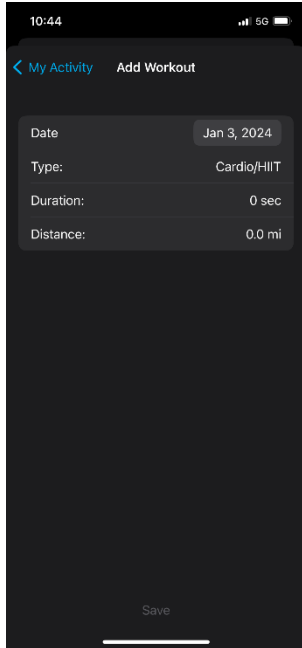 10:44 5G
My Activity Add Workout
Date Jan 3, 2024
Type: Cardio/HIIT
Duration: 0 sec
Distance: 0.0 mi
Save